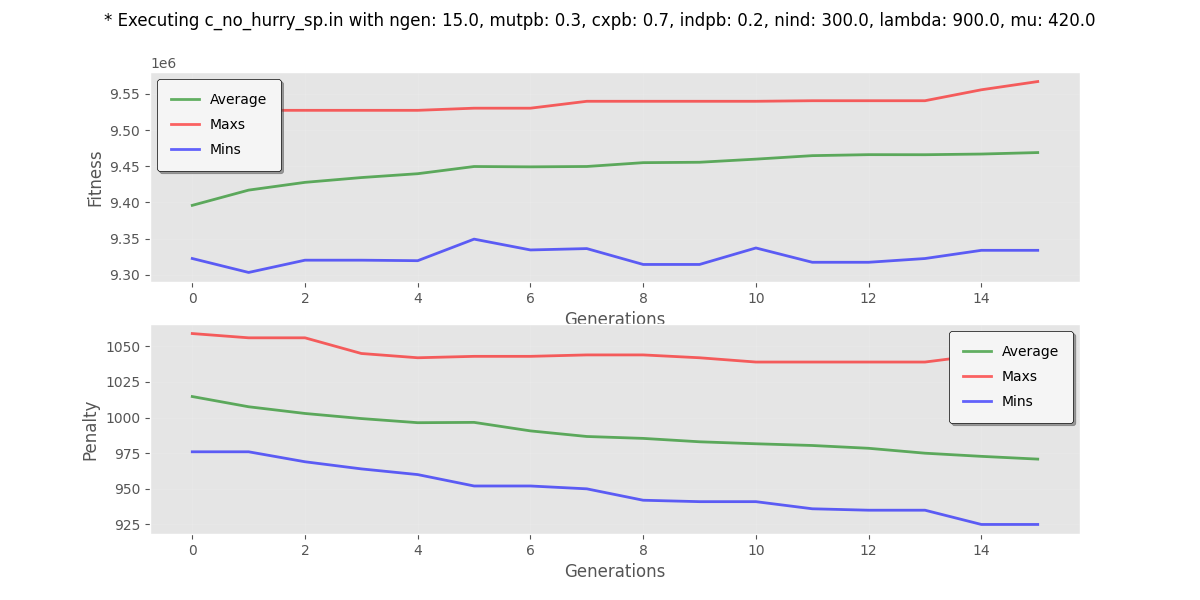 * Executing c_no_hurry_sp.in with ngen: 15.0, mutpb: 0.3, cxpb: 0.7, indpb: 0.2, nind: 300.0, lambda: 900.0, mu: 420.0
1e6
Average
Maxs
Mins
Fitness
9.55
9.50
9.45
9.40
9.35
9.30
0 2 4 6 8 10 12 14
Generations
Average
Maxs
Mins
Penalty
1050
1025
1000
975
950
925
0 2 4 6 8 10 12 14
Generations